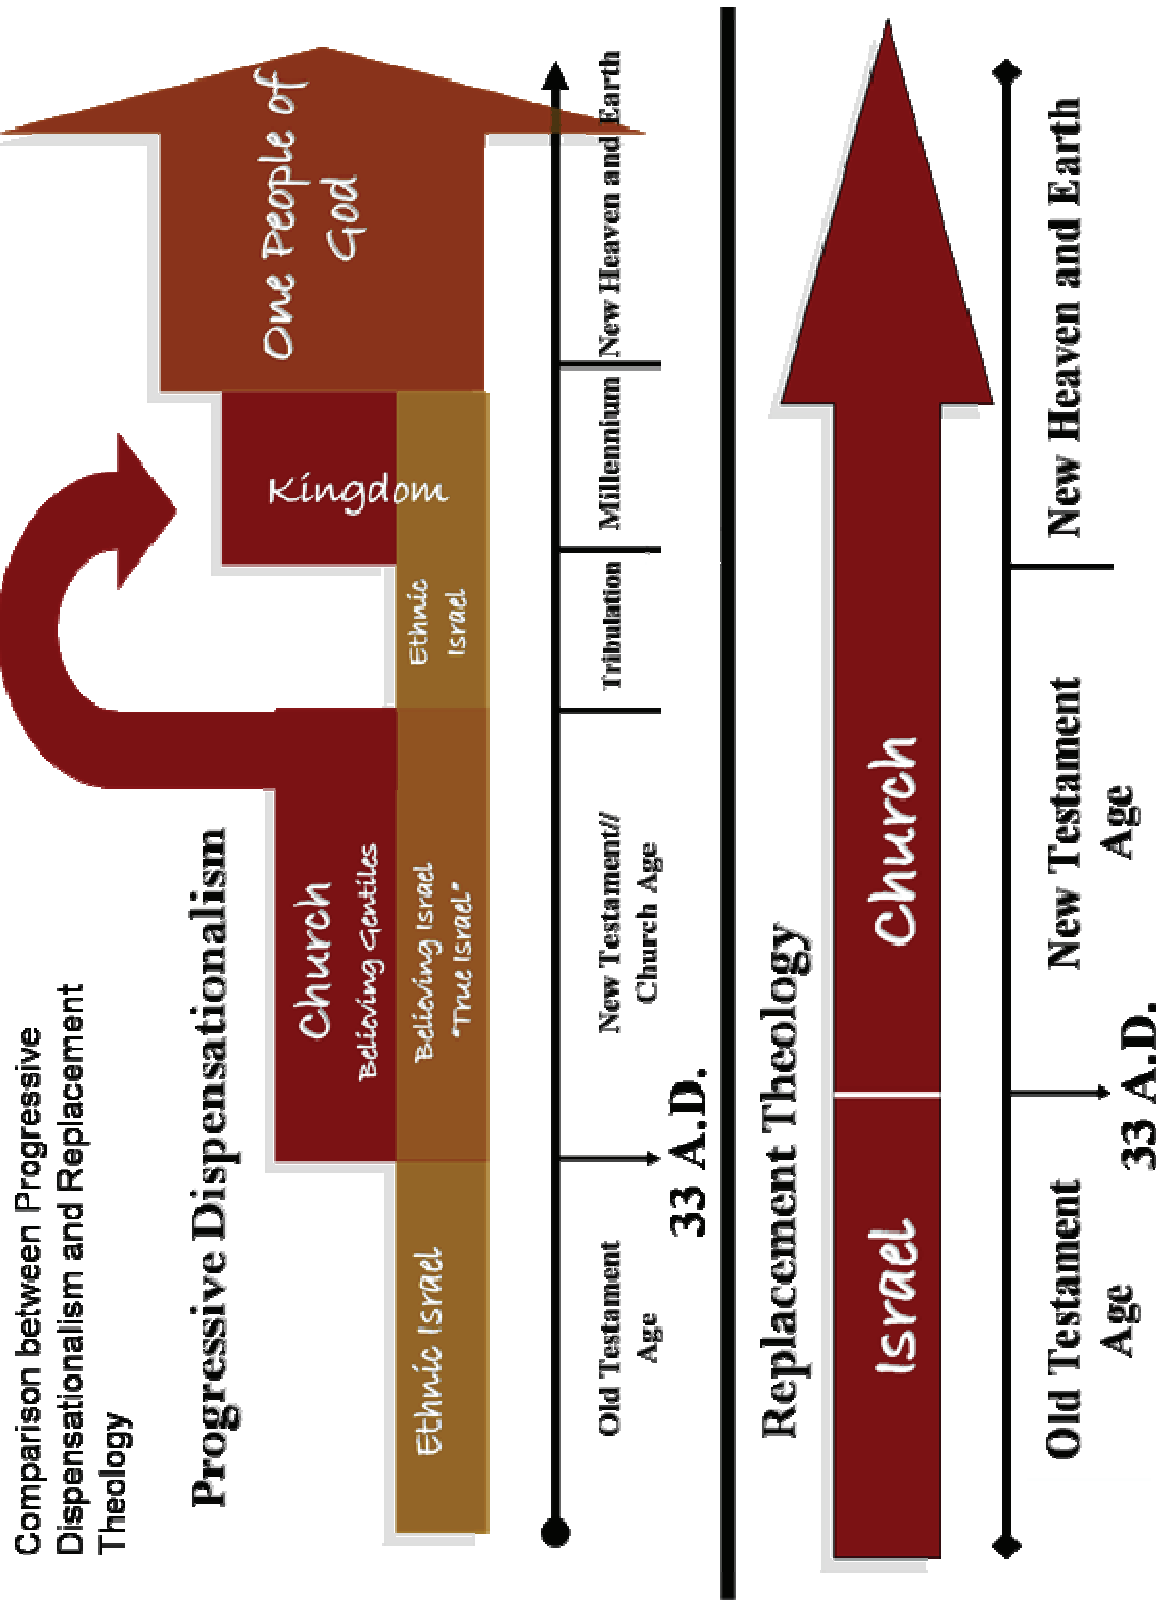 Comparison between Progressive
Dispensationalism and Replacement
Theology
Progressive Dispensationalism
One People of
God
Kingdom
Church
Believing Gentiles
Ethnic Israel
Believing Israel
"True Israel"
Ethnic
Israel
Old Testament
Age
New Testament//
Church Age
Tribulation
Millennium
New Heaven and Earth
33 A.D.
Replacement Theology
Israel
Church
Old Testament
Age
New Testament
Age
New Heaven and Earth
33 A.D.